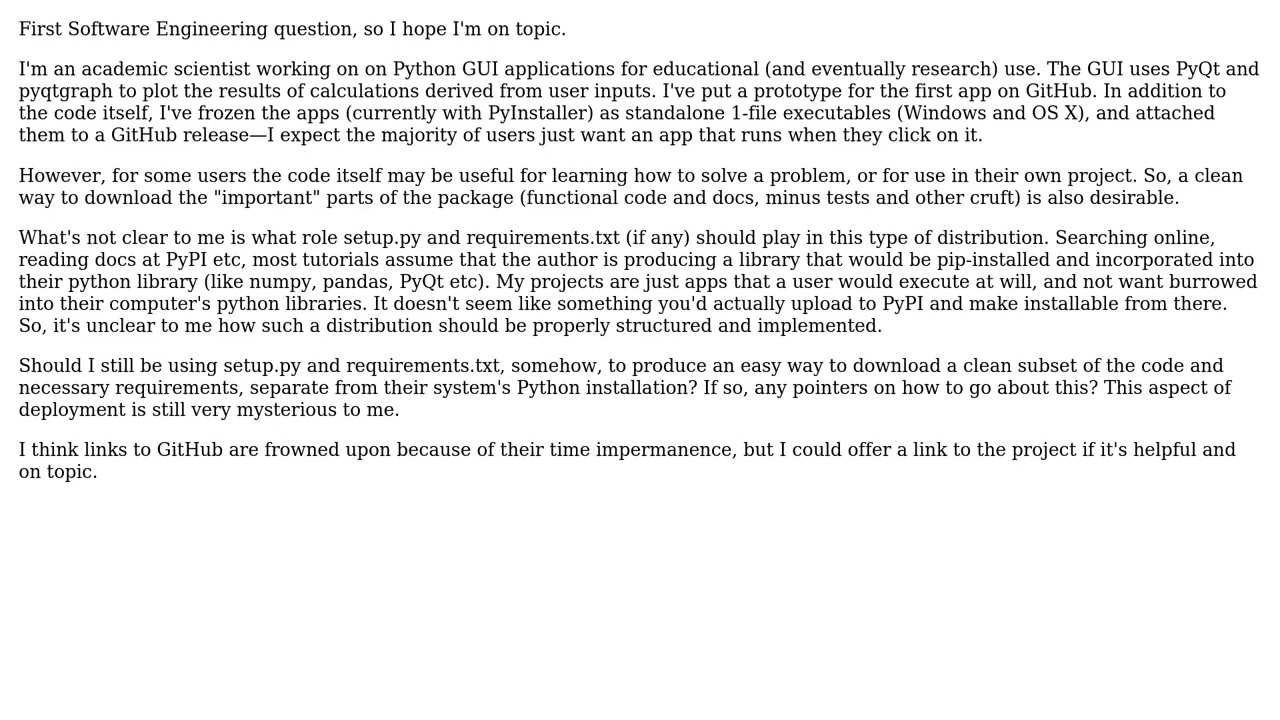 First Software Engineering question, so I hope I'm on topic.
I'm an academic scientist working on on Python GUI applications for educational (and eventually research) use. The GUI uses PyQt and
pyqtgraph to plot the results of calculations derived from user inputs. I've put a prototype for the first app on GitHub. In addition to
the code itself, I've frozen the apps (currently with PyInstaller) as standalone 1-file executables (Windows and OS X), and attached
them to a GitHub release—I expect the majority of users just want an app that runs when they click on it.
However, for some users the code itself may be useful for learning how to solve a problem, or for use in their own project. So, a clean
way to download the "important" parts of the package (functional code and docs, minus tests and other cruft) is also desirable.
What's not clear to me is what role setup.py and requirements.txt (if any) should play in this type of distribution. Searching online,
reading docs at PyPI etc, most tutorials assume that the author is producing a library that would be pip-installed and incorporated into
their python library (like numpy, pandas, PyQt etc). My projects are just apps that a user would execute at will, and not want burrowed
into their computer's python libraries. It doesn't seem like something you'd actually upload to PyPI and make installable from there.
So, it's unclear to me how such a distribution should be properly structured and implemented.
Should I still be using setup.py and requirements.txt, somehow, to produce an easy way to download a clean subset of the code and
necessary requirements, separate from their system's Python installation? If so, any pointers on how to go about this? This aspect of
deployment is still very mysterious to me.
I think links to GitHub are frowned upon because of their time impermanence, but I could offer a link to the project if it's helpful and
on topic.